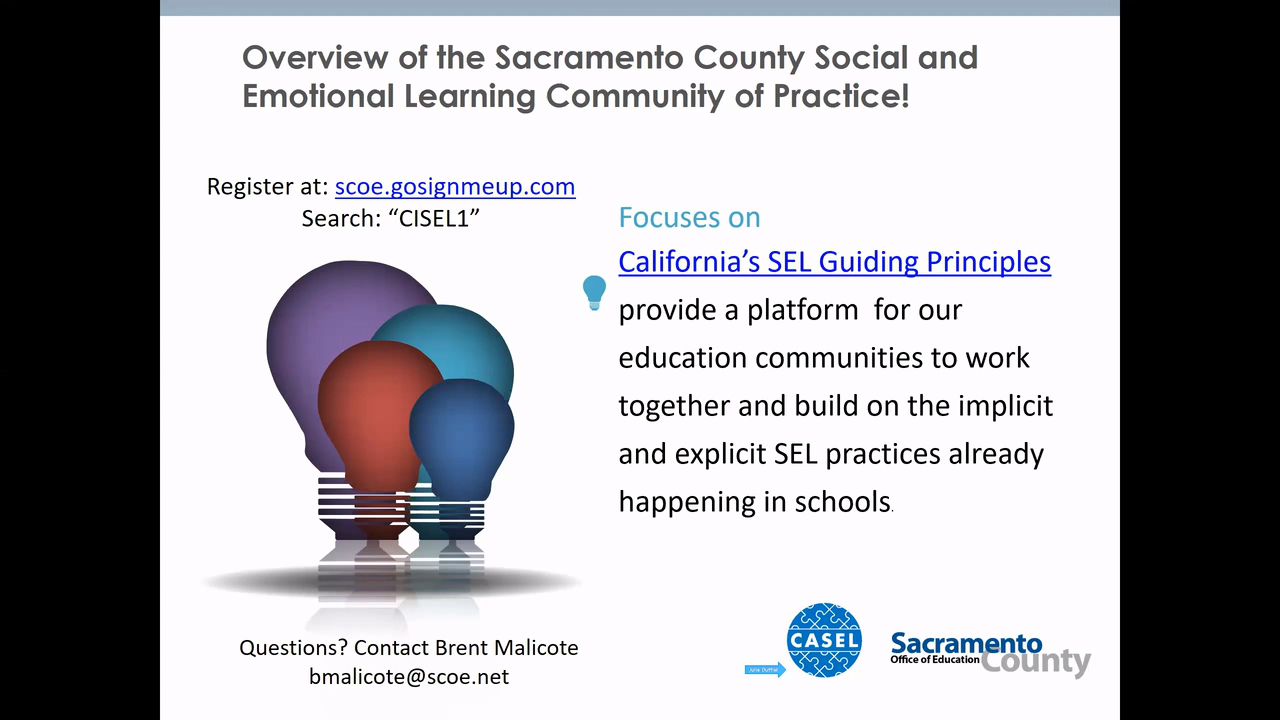 Overview of the Sacramento County Social and
Emotional Learning Community of Practice!
Register at: scoe.gosignmeup.com
Search: “CISEL1”
Focuses on
California’s SEL Guiding Principles
provide a platform for our
education communities to work
together and build on the implicit
and explicit SEL practices already
happening in schools.
Questions? Contact Brent Malicote
bmalicote@scoe.net
CASEL
Sacramento
Office of Education
County